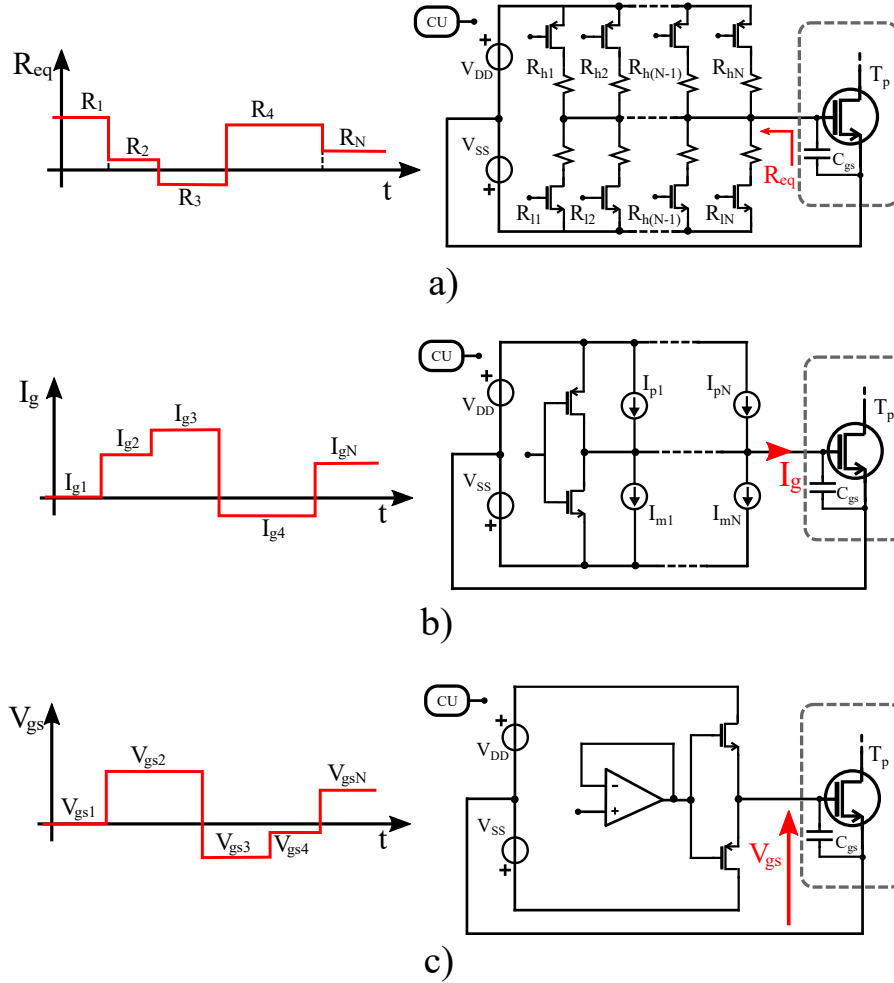 CU
R_eq
R_1
R_2
R_3
R_4
R_N
t
V_DD
V_SS
R_h1
R_h2
R_h(N-1)
R_hN
R_l1
R_l2
R_h(N-1)
R_lN
R_eq
C_gs
T_p
a)
CU
I_g
I_g1
I_g2
I_g3
I_g4
I_gN
t
V_DD
V_SS
I_p1
I_pN
I_m1
I_mN
I_g
C_gs
T_p
b)
CU
V_gs
V_gs1
V_gs2
V_gs3
V_gs4
V_gsN
t
V_DD
V_SS
V_gs
C_gs
T_p
c)